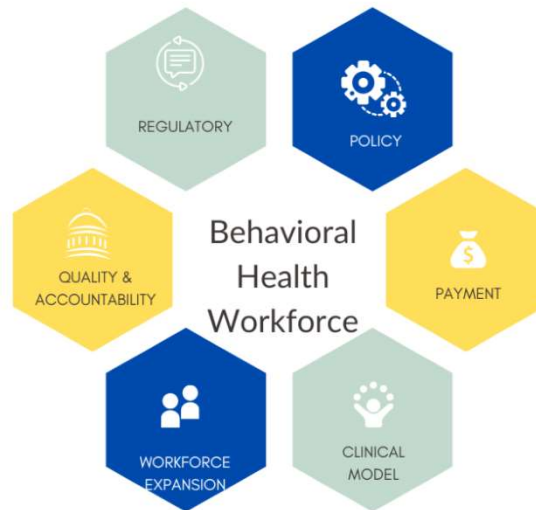 REGULATORY
POLICY
QUALITY &
ACCOUNTABILITY
Behavioral
Health
Workforce
$
PAYMENT
WORKFORCE
EXPANSION
CLINICAL
MODEL